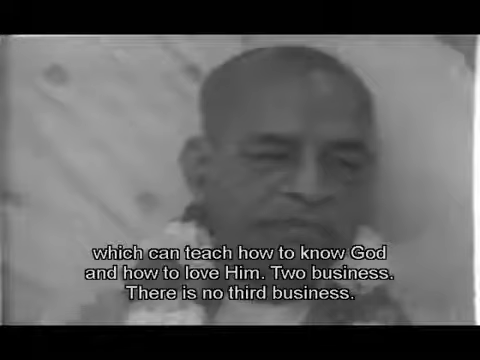 which can teach how to know God
and how to love Him. Two business.
There is no third business.